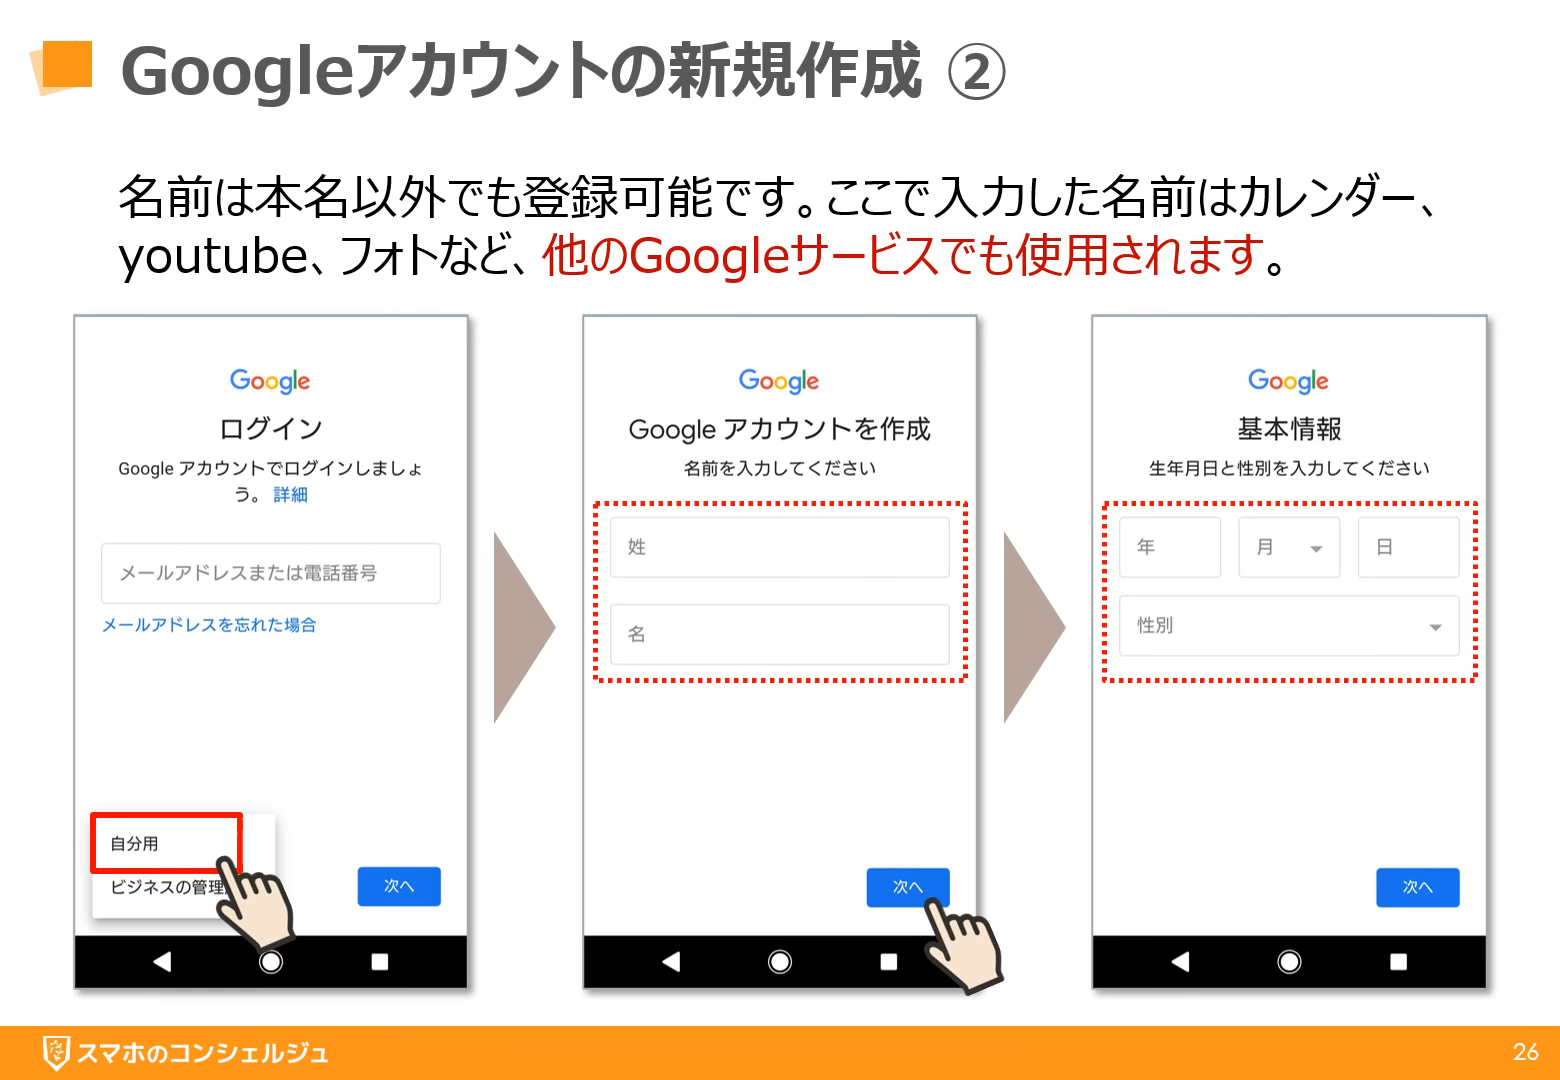 Googleアカウントの新規作成 ②
名前は本名以外でも登録可能です。ここで入力した名前はカレンダー、
youtube、フォトなど、他のGoogleサービスでも使用されます。
Google
ログイン
Google アカウントでログインしましょ
う。 詳細
メールアドレスまたは電話番号
メールアドレスを忘れた場合
自分用
ビジネスの管理
次へ
Google
Google アカウントを作成
名前を入力してください
姓
名
次へ
Google
基本情報
生年月日と性別を入力してください
年 月 日
性別
次へ
スマホのコンシェルジュ
26